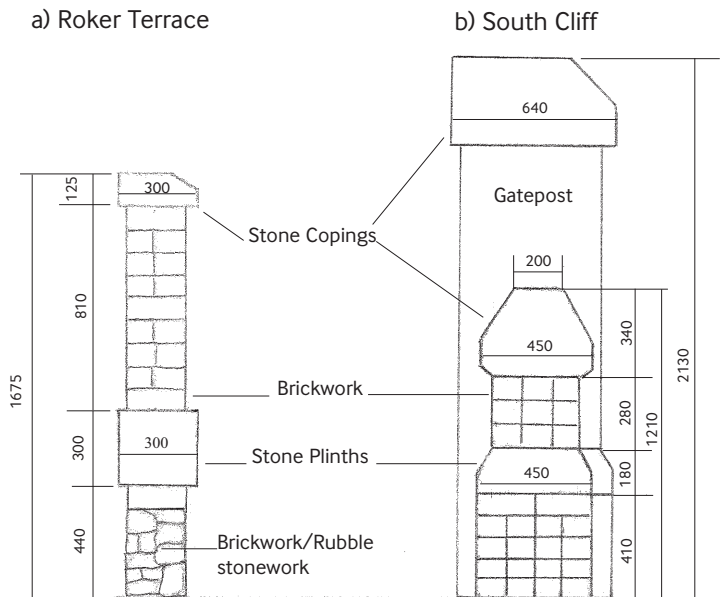 a) Roker Terrace
b) South Cliff
640
125
300
Gatepost
Stone Copings
200
810
340
450
2130
1675
Brickwork
280
1210
300
300
Stone Plinths
450
180
440
Brickwork/Rubble
stonework
410